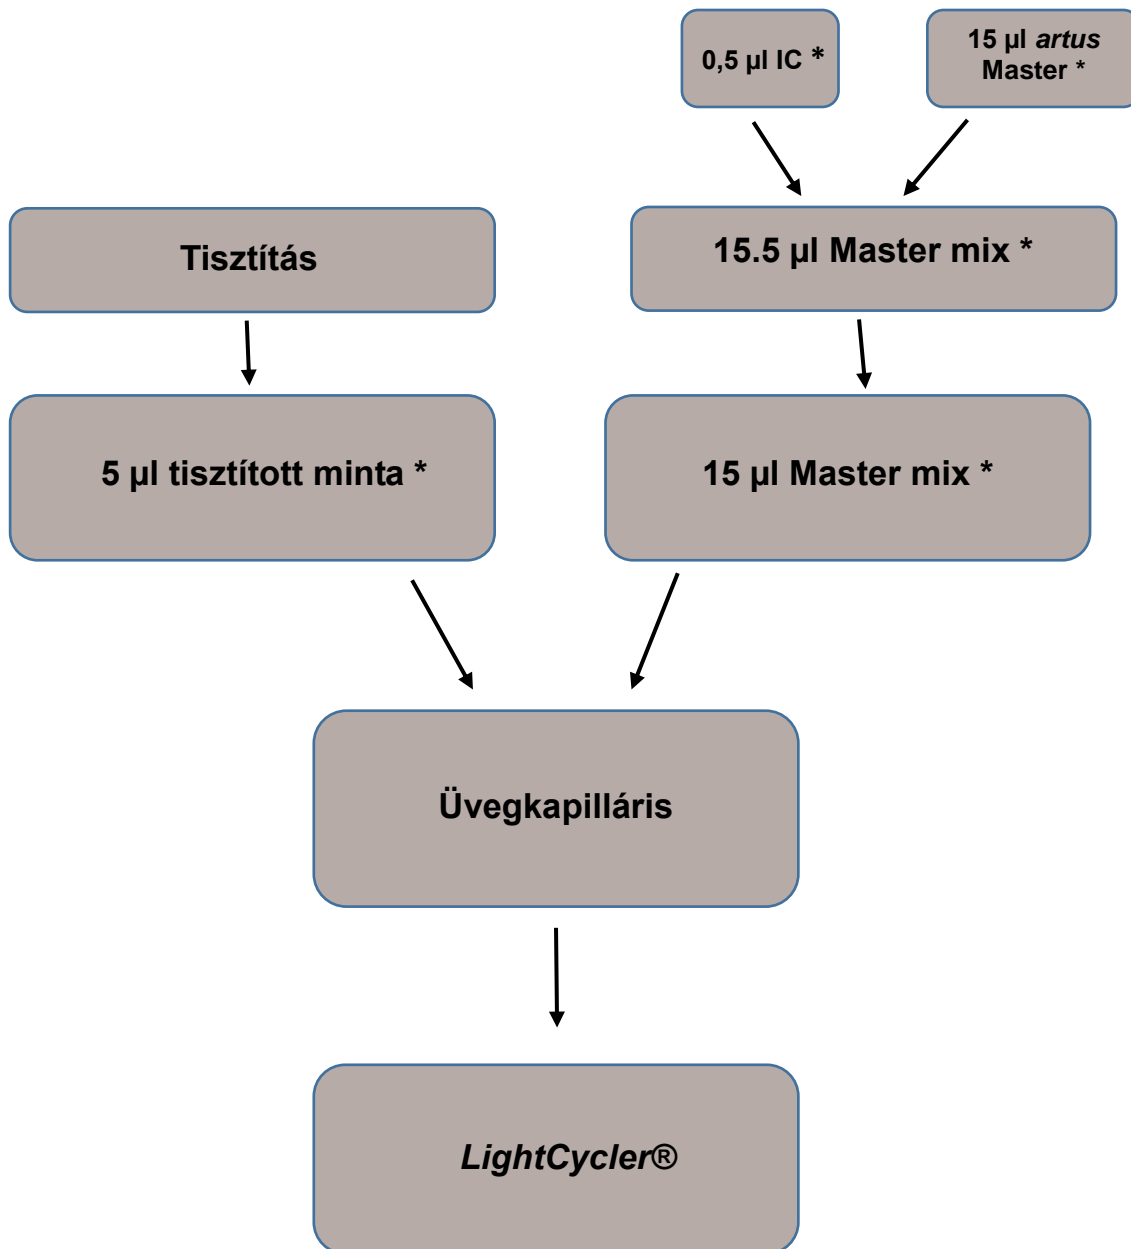 0,5 µl IC *
15 µl artus
Master *
Tisztítás
15.5 µl Master mix *
5 µl tisztított minta *
15 µl Master mix *
Üvegkapilláris
LightCycler®